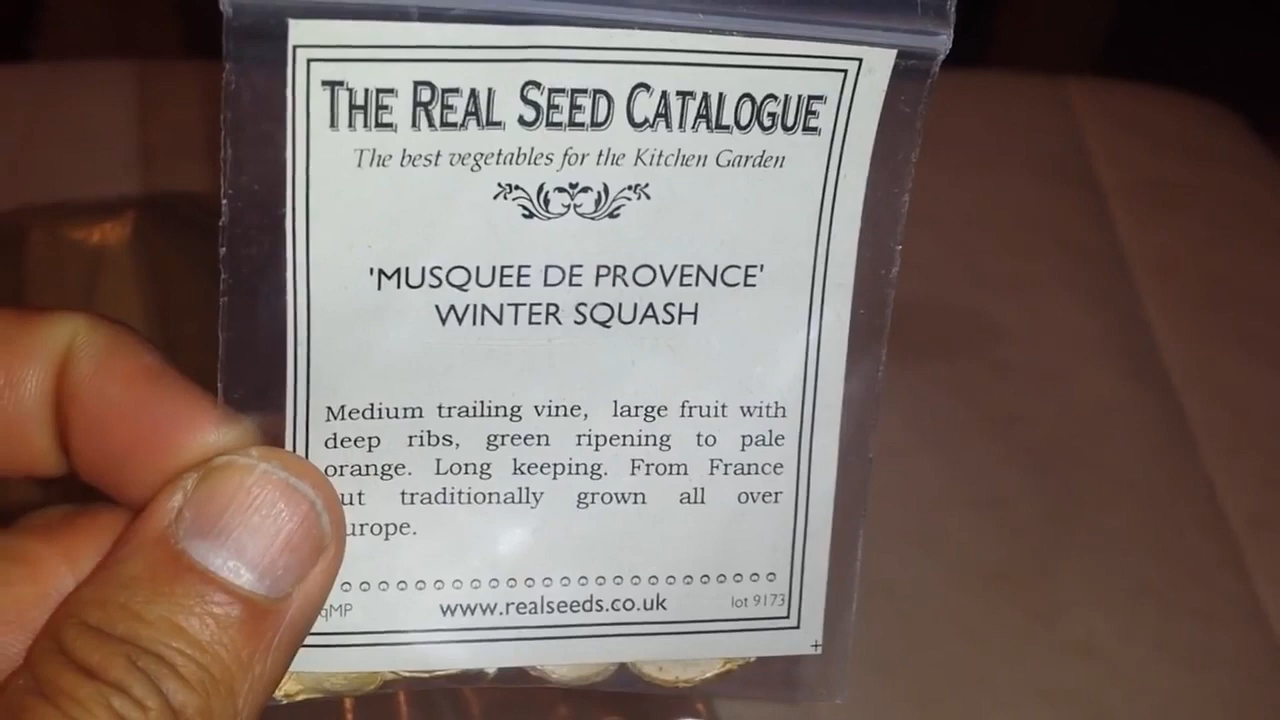 THE REAL SEED CATALOGUE
The best vegetables for the Kitchen Garden
'MUSQUEE DE PROVENCE'
WINTER SQUASH
Medium trailing vine, large fruit with
deep ribs, green ripening to pale
orange. Long keeping. From France
traditionally grown all over
www.realseeds.co.uk lot 9173